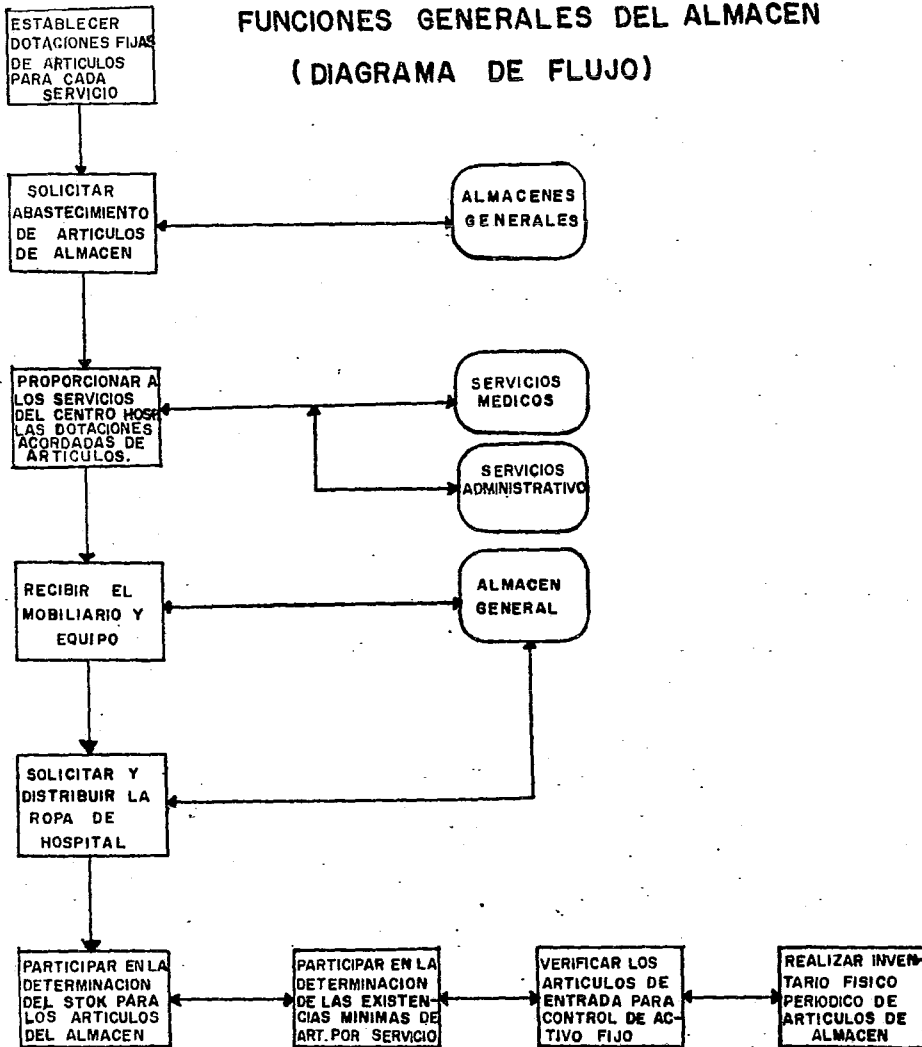 FUNCIONES GENERALES DEL ALMACEN
(DIAGRAMA DE FLUJO)
ESTABLECER
DOTACIONES FIJAS
DE ARTICULOS
PARA CADA
SERVICIO
SOLICITAR
ABASTECIMIENTO
DE ARTICULOS
DE ALMACEN
ALMACENES
GENERALES
PROPORCIONAR A
LOS SERVICIOS
DEL CENTRO HOSP.
LAS DOTACIONES
ACORDADAS DE
ARTICULOS.
SERVICIOS
MEDICOS
SERVICIOS
ADMINISTRATIVO
RECIBIR EL
MOBILIARIO Y
EQUIPO
ALMACEN
GENERAL
SOLICITAR Y
DISTRIBUIR LA
ROPA DE
HOSPITAL
PARTICIPAR EN LA
DETERMINACION
DEL STOK PARA
LOS ARTICULOS
DEL ALMACEN
PARTICIPAR EN LA
DETERMINACION
DE LAS EXISTEN-
CIAS MINIMAS DE
ART. POR SERVICIO
VERIFICAR LOS
ARTICULOS DE
ENTRADA PARA
CONTROL DE AC-
TIVO FIJO
REALIZAR INVEN-
TARIO FISICO
PERIODICO DE
ARTICULOS DE
ALMACEN